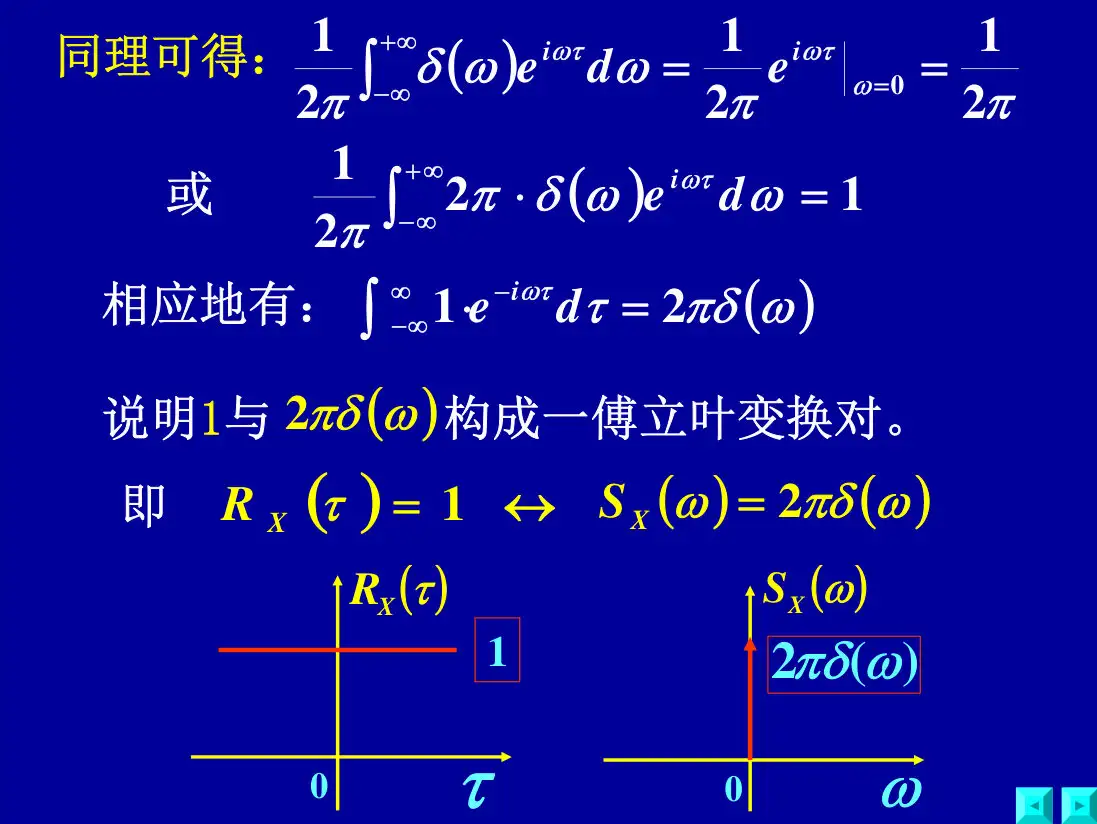 同理可得： $\frac{1}{2\pi}\int_{-\infty}^{+\infty}\delta(\omega)e^{i\omega\tau}d\omega = \frac{1}{2\pi}e^{i\omega\tau}|_{\omega=0} = \frac{1}{2\pi}$
或 $\frac{1}{2\pi}\int_{-\infty}^{+\infty}2\pi\cdot\delta(\omega)e^{i\omega\tau}d\omega = 1$
相应地有： $\int_{-\infty}^{\infty}1\cdot e^{-i\omega\tau}d\tau = 2\pi\delta(\omega)$
说明1与 $2\pi\delta(\omega)$ 构成一傅立叶变换对。
即 $R_X(\tau) = 1 \leftrightarrow S_X(\omega) = 2\pi\delta(\omega)$
$R_X(\tau)$ $S_X(\omega)$
1 $2\pi\delta(\omega)$
0 $\tau$ 0 $\omega$